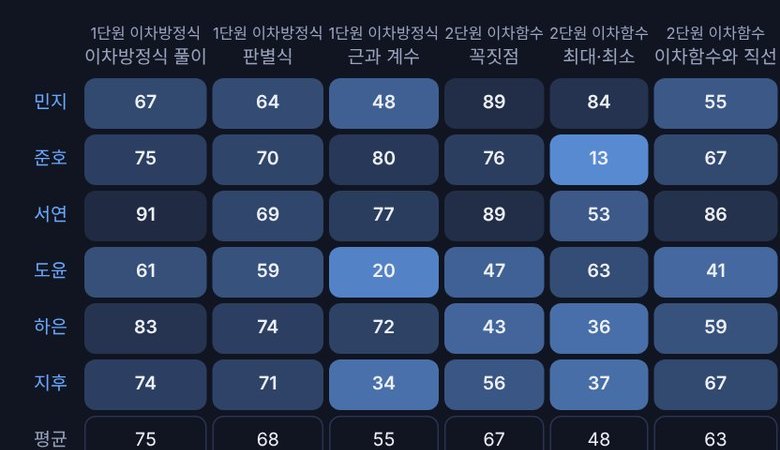 1단원 이차방정식 1단원 이차방정식 1단원 이차방정식 2단원 이차함수 2단원 이차함수 2단원 이차함수
이차방정식 풀이 판별식 근과 계수 꼭짓점 최대·최소 이차함수와 직선
민지 67 64 48 89 84 55
준호 75 70 80 76 13 67
서연 91 69 77 89 53 86
도윤 61 59 20 47 63 41
하은 83 74 72 43 36 59
지후 74 71 34 56 37 67
평균 75 68 55 67 48 63